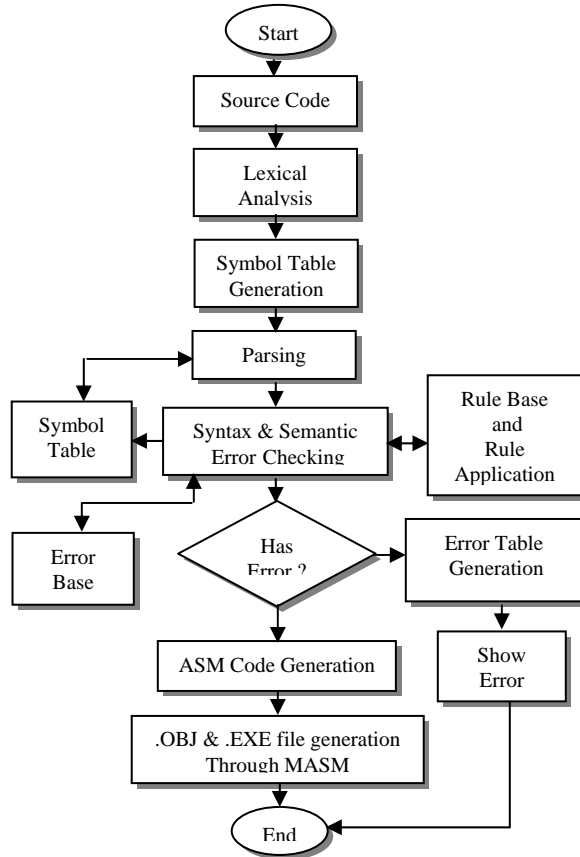 Start
Source Code
Lexical
Analysis
Symbol Table
Generation
Parsing
Symbol
Table
Syntax & Semantic
Error Checking
Rule Base
and
Rule
Application
Error
Base
Has
Error ?
Error Table
Generation
ASM Code Generation
Show
Error
.OBJ & .EXE file generation
Through MASM
End